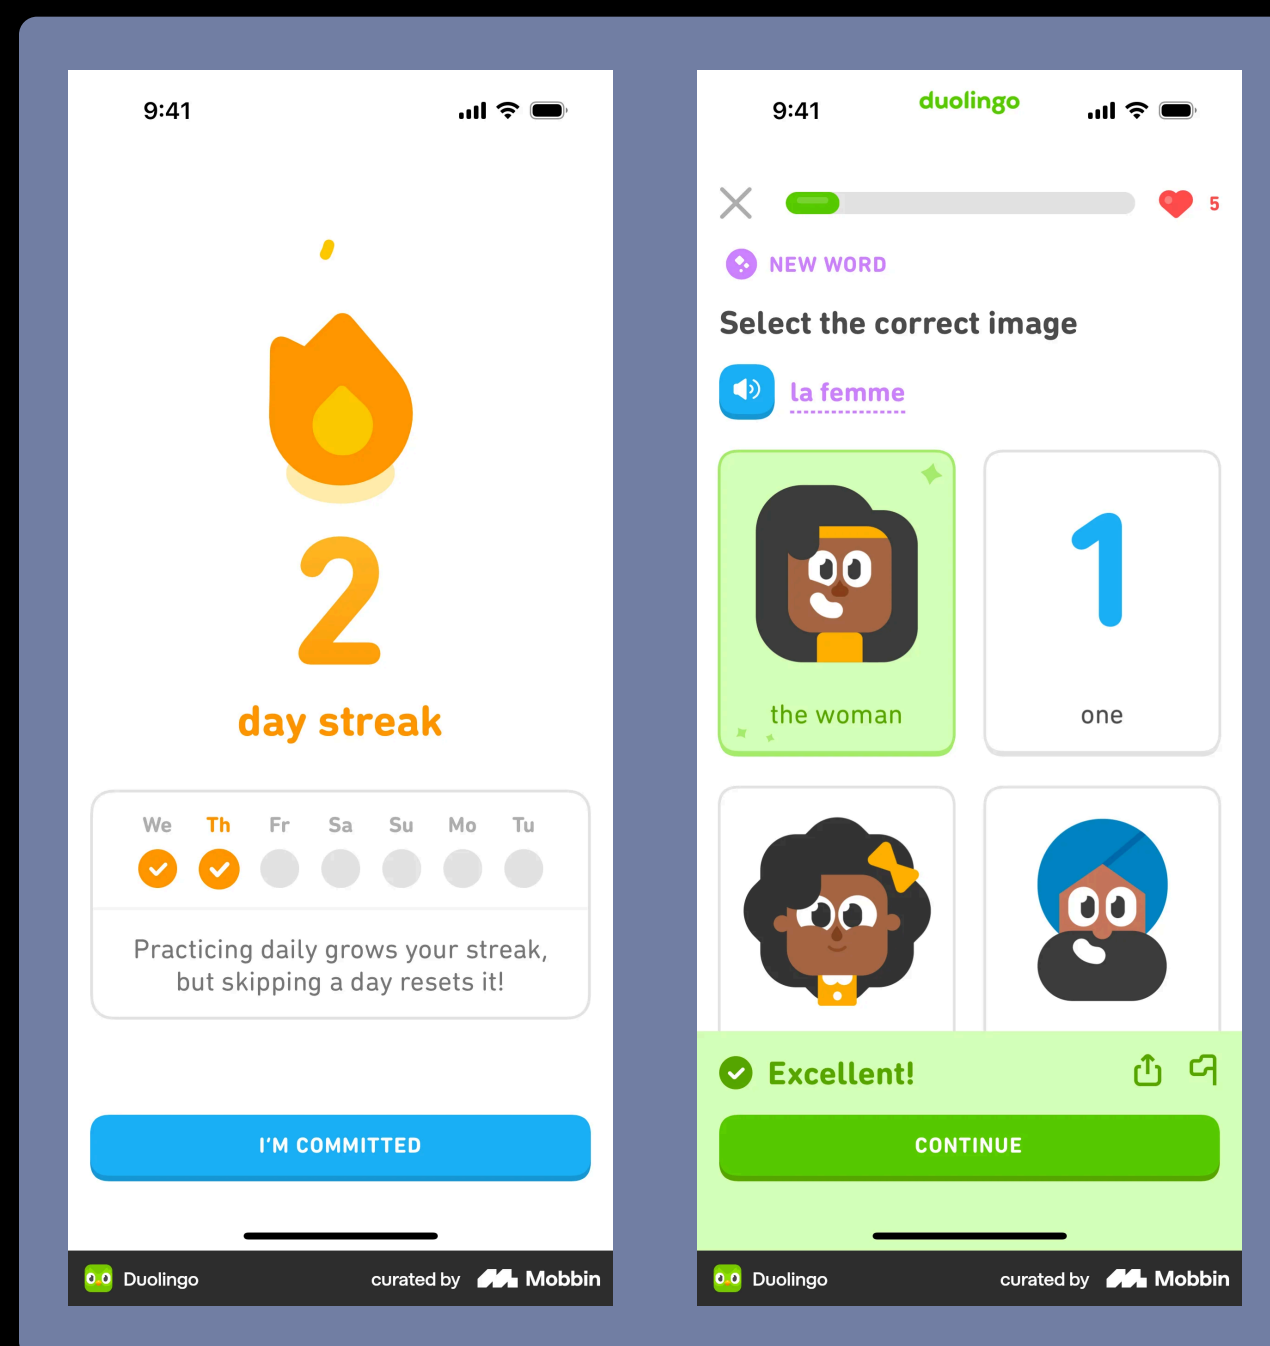 9:41
2
day streak
We Th Fr Sa Su Mo Tu
Practicing daily grows your streak,
but skipping a day resets it!
I'M COMMITTED
Duolingo curated by Mobbin
9:41 duolingo
5
NEW WORD
Select the correct image
la femme
1
the woman
one
Excellent!
CONTINUE
Duolingo curated by Mobbin